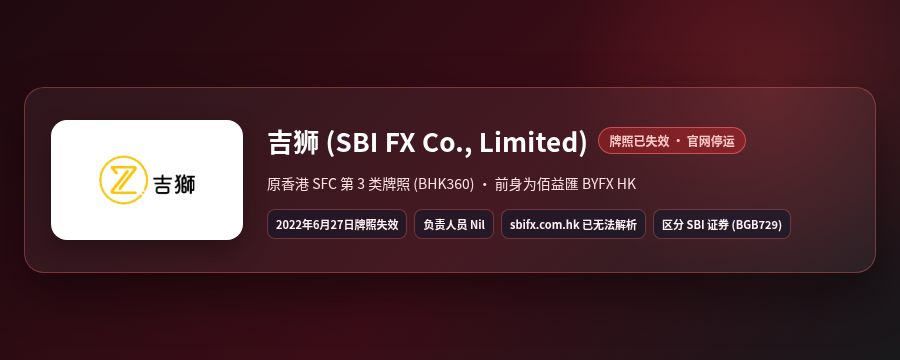 吉狮 (SBI FX Co., Limited)
牌照已失效 · 官网停运
原香港 SFC 第 3 类牌照 (BHK360) · 前身为佰益匯 BYFX HK
吉獅
2022年6月27日牌照失效
负责人员 Nil
sbifx.com.hk 已无法解析
区分 SBI 证券 (BGB729)